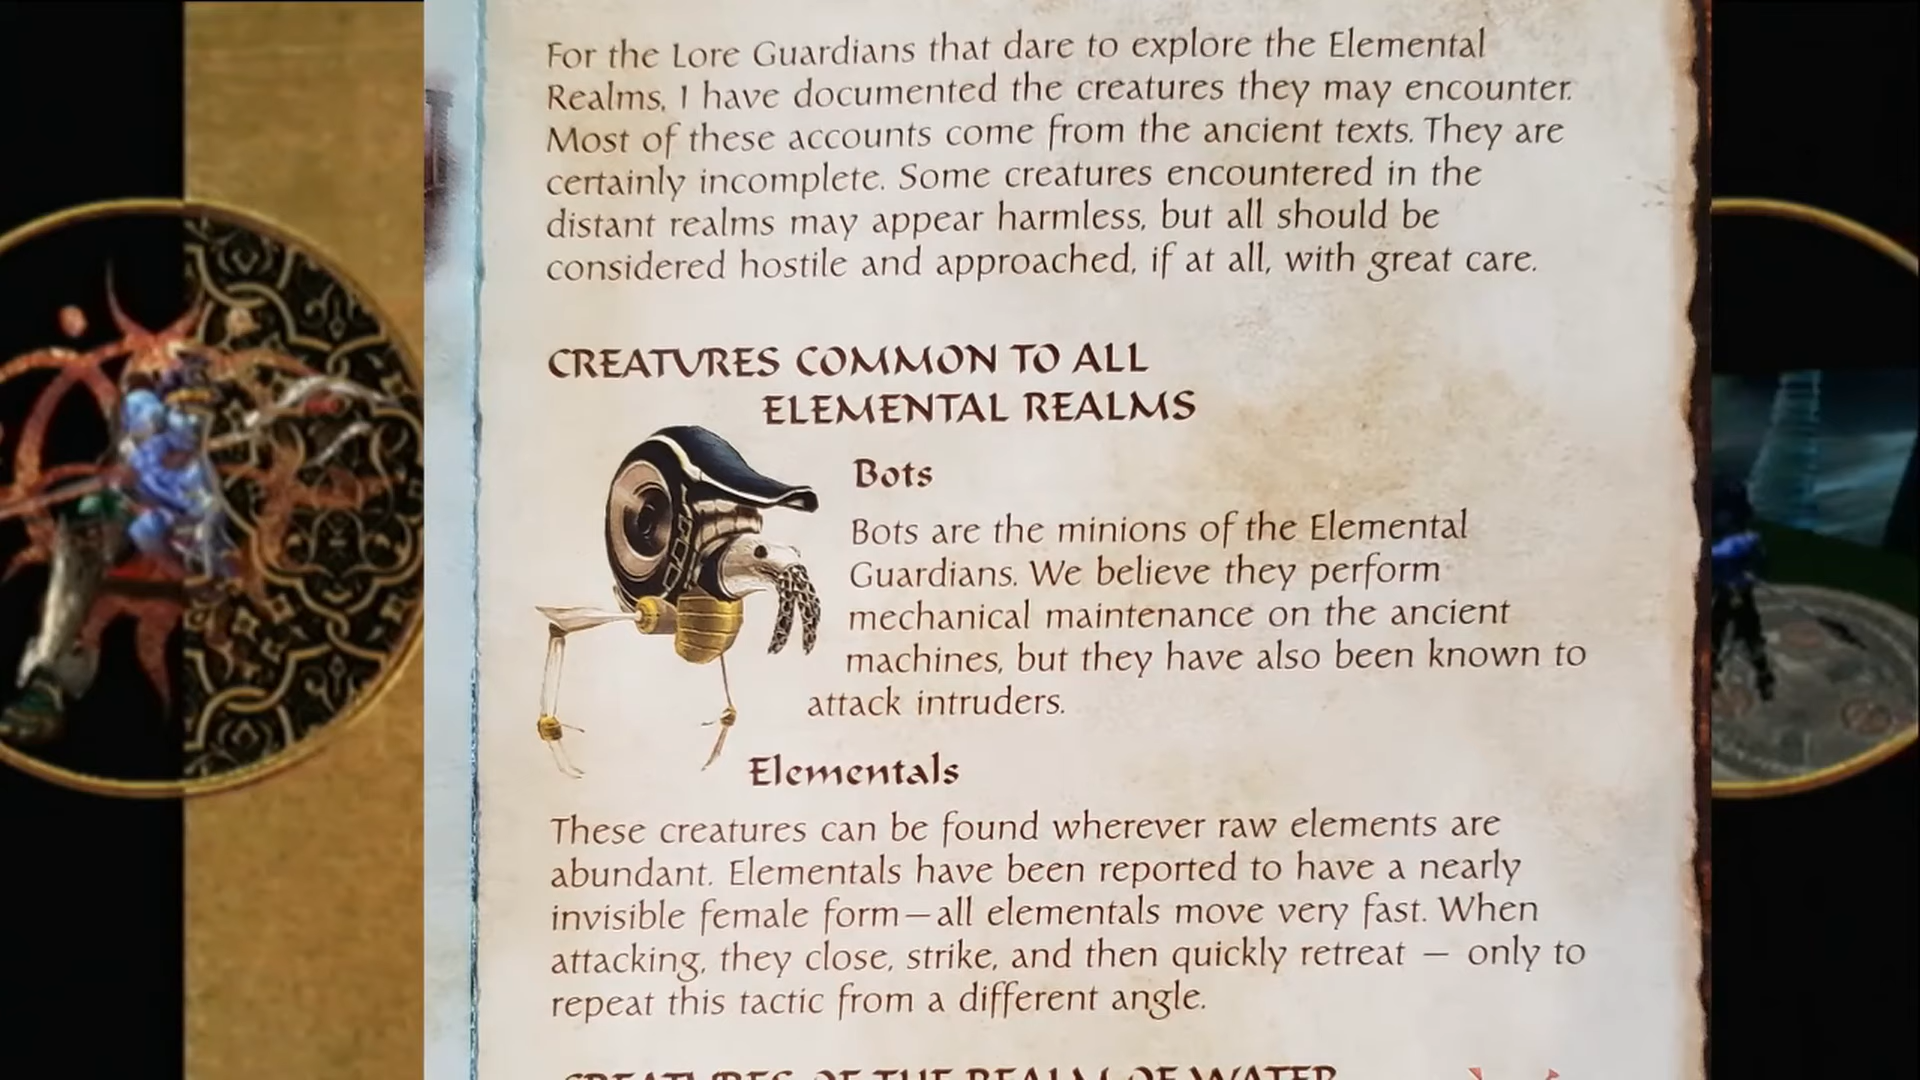 For the Lore Guardians that dare to explore the Elemental
Realms, I have documented the creatures they may encounter.
Most of these accounts come from the ancient texts. They are
certainly incomplete. Some creatures encountered in the
distant realms may appear harmless, but all should be
considered hostile and approached, if at all, with great care.
CREATURES COMMON TO ALL
ELEMENTAL REALMS
Bots
Bots are the minions of the Elemental
Guardians. We believe they perform
mechanical maintenance on the ancient
machines, but they have also been known to
attack intruders.
Elementals
These creatures can be found wherever raw elements are
abundant. Elementals have been reported to have a nearly
invisible female form—all elementals move very fast. When
attacking, they close, strike, and then quickly retreat — only to
repeat this tactic from a different angle.
CREATURES OF THE REALM OF WATER